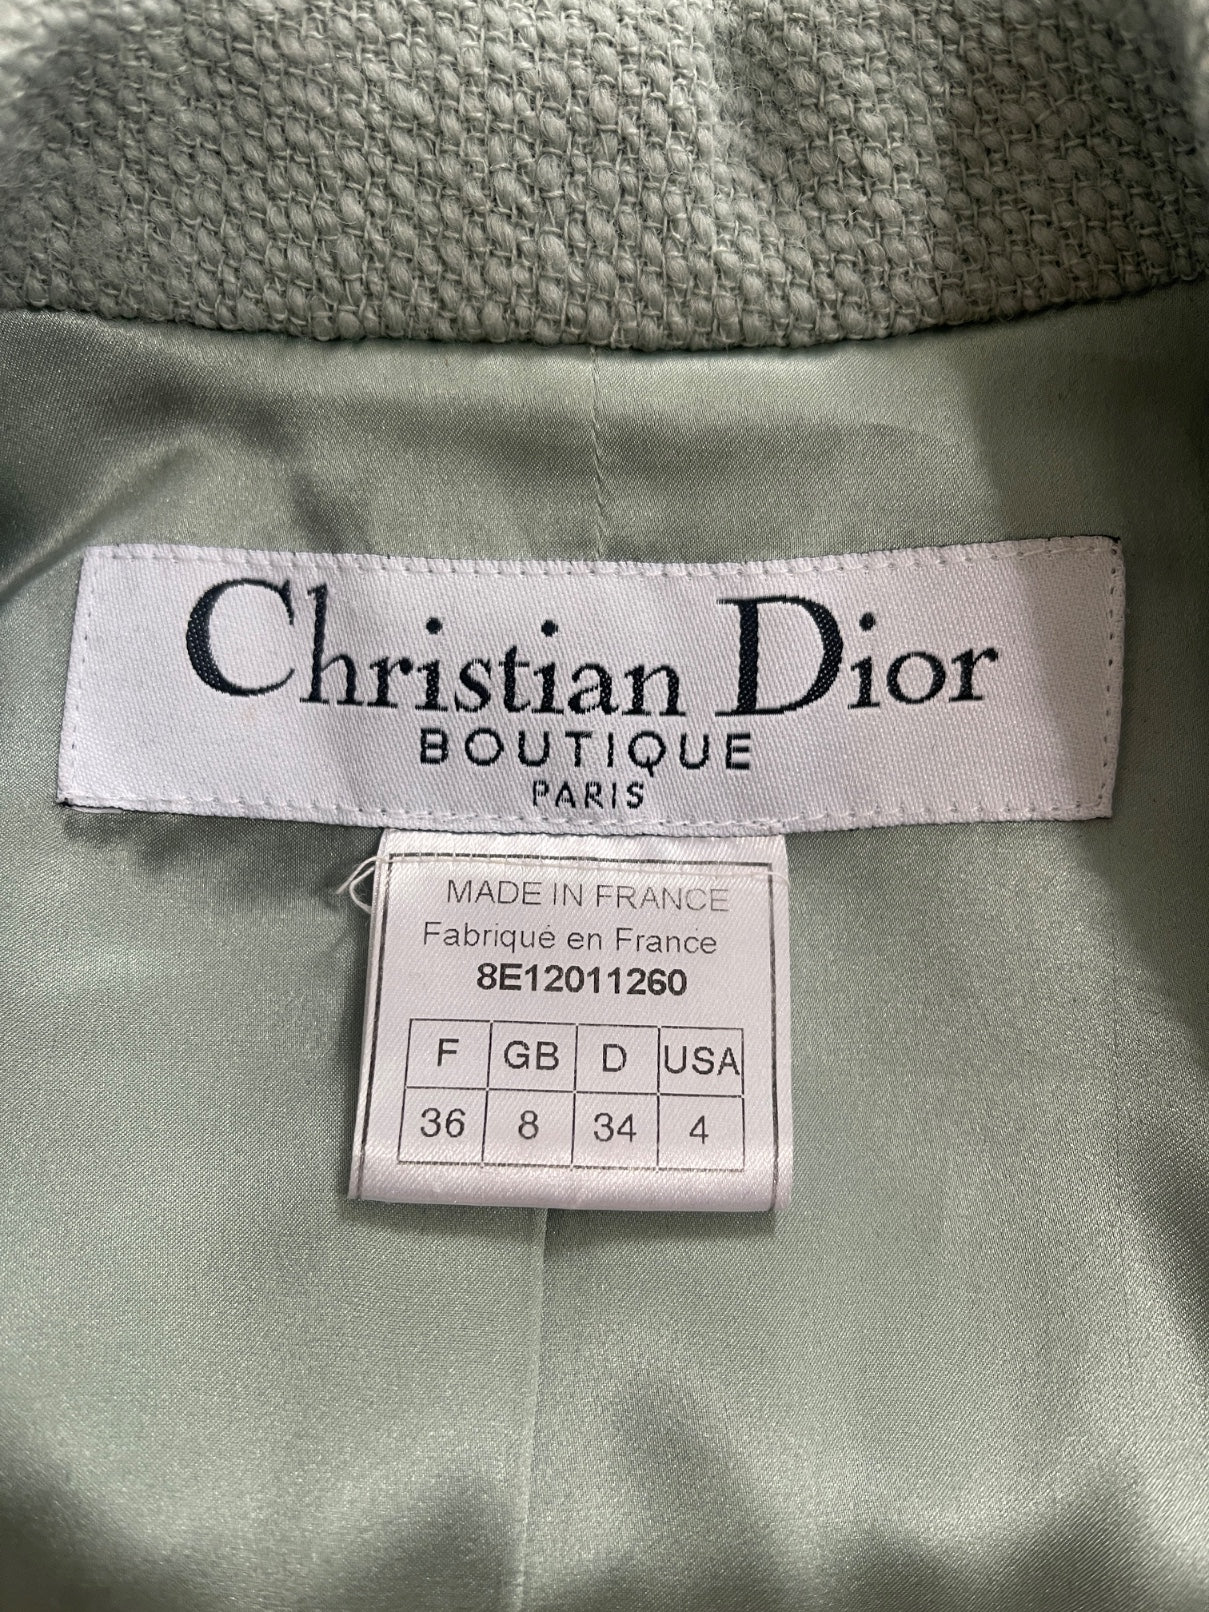 Christian Dior
BOUTIQUE
PARIS
MADE IN FRANCE
Fabriqué en France
8E12011260
F GB D USA
36 8 34 4